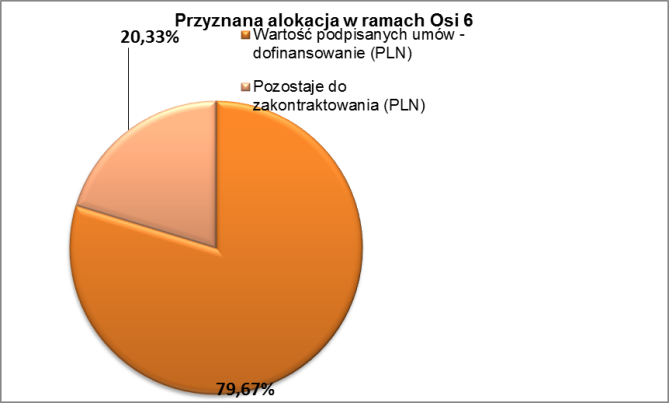 Przyznana alokacja w ramach Osi 6
20,33%
Wartość podpisanych umów -
dofinansowanie (PLN)
Pozostaje do
zakontraktowania (PLN)
79,67%